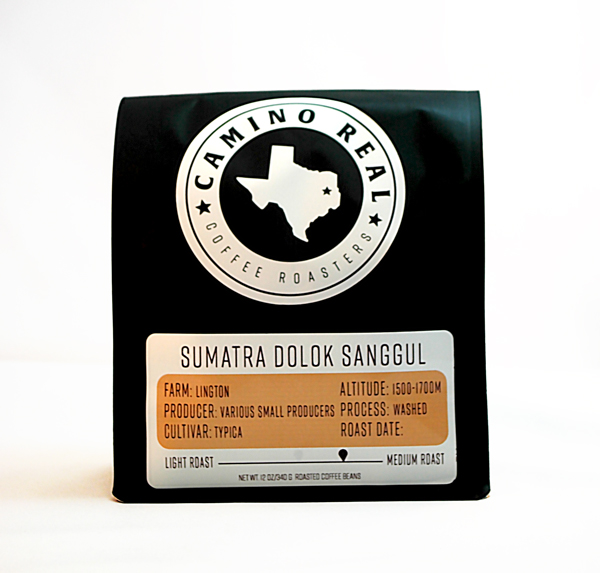 CAMINO REAL
COFFEE ROASTERS
SUMATRA DOLOK SANGGUL
FARM: LINGTON
ALTITUDE: 1500-1700M
PRODUCER: VARIOUS SMALL PRODUCERS
PROCESS: WASHED
CULTIVAR: TYPICA
ROAST DATE:
LIGHT ROAST
MEDIUM ROAST
NET WT. 12 OZ/340 G ROASTED COFFEE BEANS